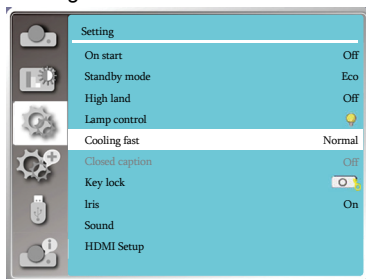 Setting
On start Off
Standby mode Eco
High land Off
Lamp control
Cooling fast Normal
Closed caption Off
Key lock
Iris On
Sound
HDMI Setup